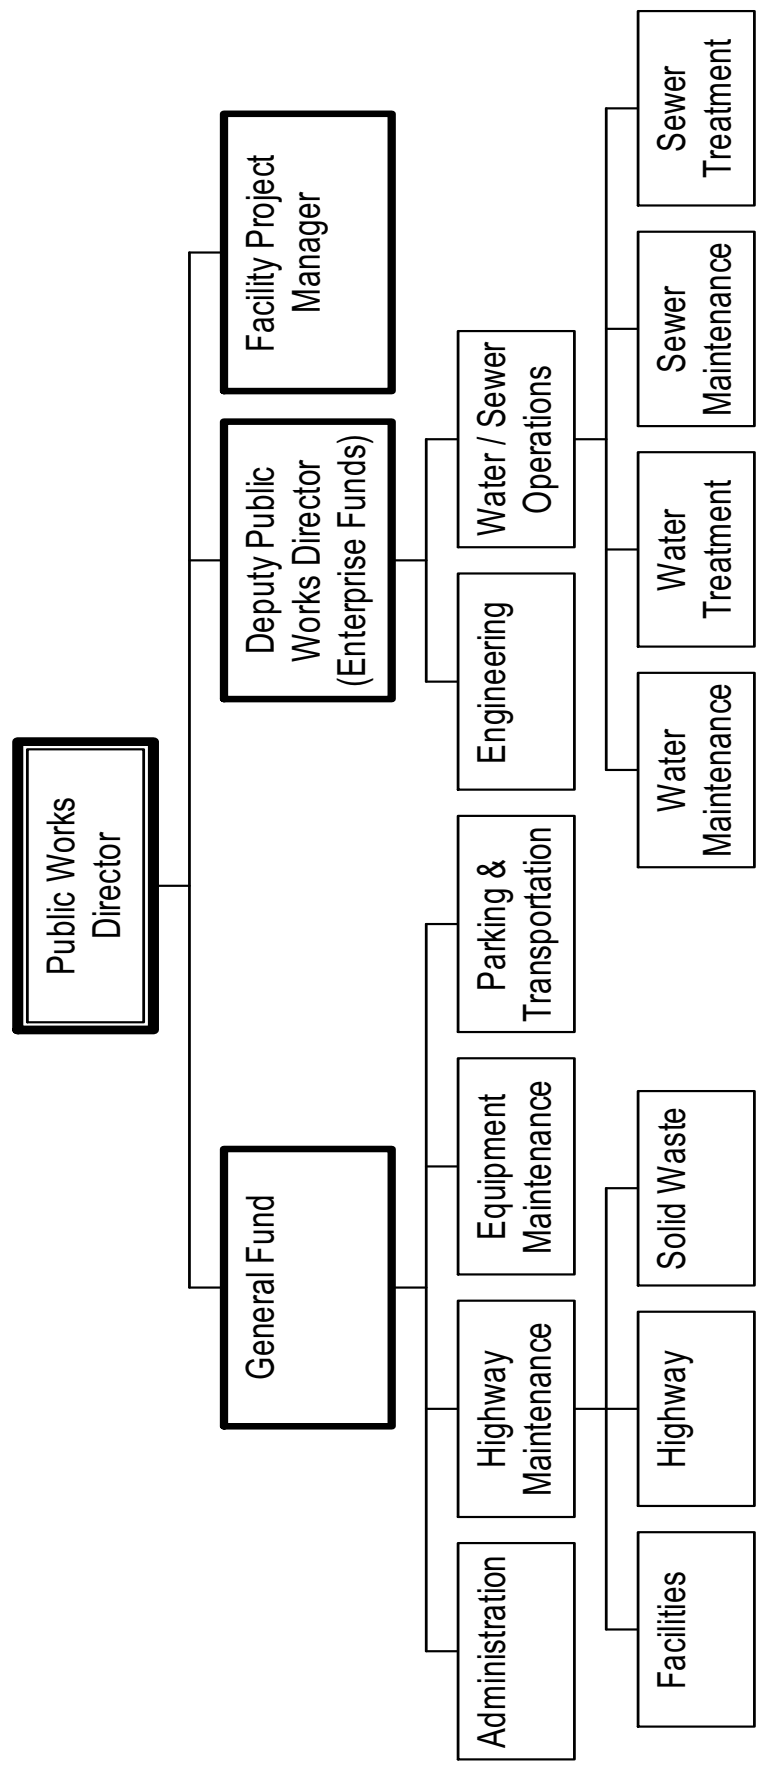 Public Works
Director
General Fund
Deputy Public
Works Director
(Enterprise Funds)
Facility Project
Manager
Administration
Highway
Maintenance
Equipment
Maintenance
Parking &
Transportation
Engineering
Water / Sewer
Operations
Facilities
Highway
Solid Waste
Water
Maintenance
Water
Treatment
Sewer
Maintenance
Sewer
Treatment